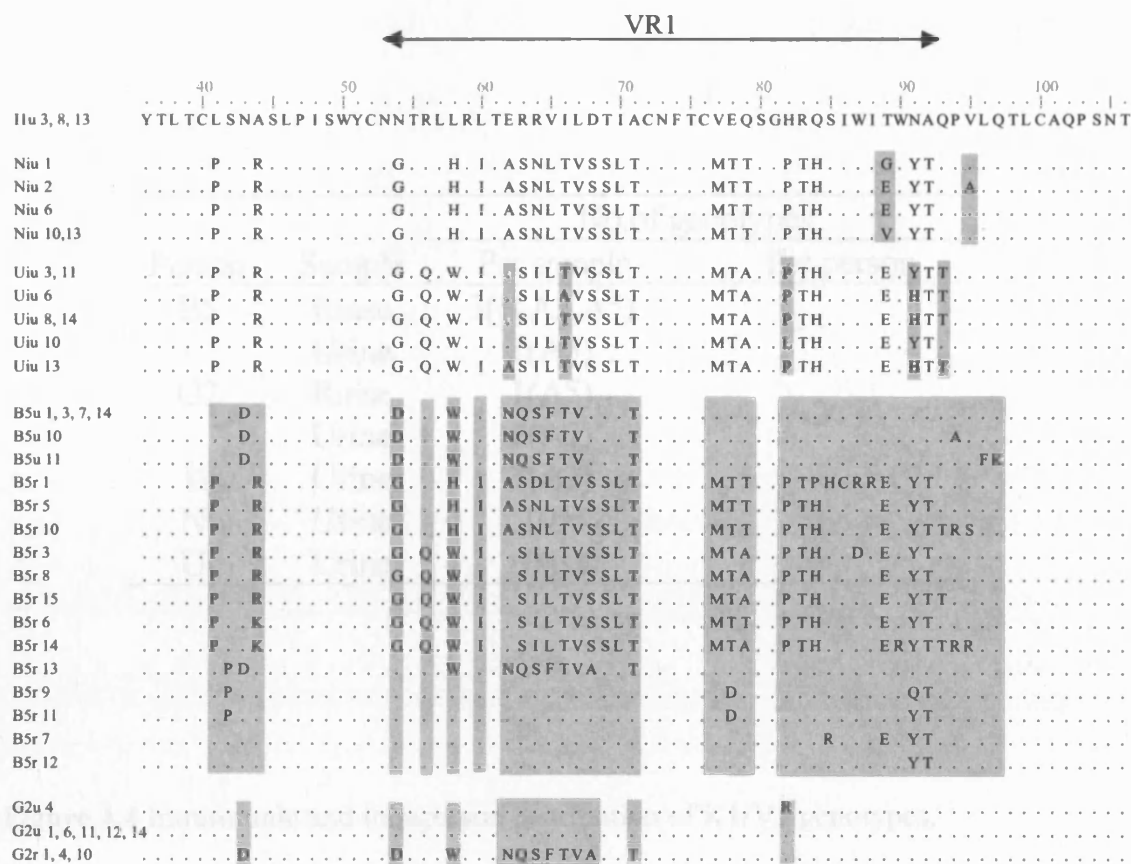 VR1
40 50 60 70 80 90 100
Hu 3, 8, 13 YTLTCLSNASLPISWYCNNTRLLRLTERRVILDTIACNFTCVEQSGHRQSIWITWNAQPVLQTLCAQPSNT
Niu 1 .....P..R.........G...H.I.ASNLTVSSLT.....MTT..PTH....G.YT..............
Niu 2 .....P..R.........G...H.I.ASNLTVSSLT.....MTT..PTH....E.YT..A...........
Niu 6 .....P..R.........G...H.I.ASNLTVSSLT.....MTT..PTH....E.YT..............
Niu 10,13 .....P..R.........G...H.I.ASNLTVSSLT.....MTT..PTH....V.YT..............
Uiu 3, 11 .....P..R.........G.Q.W.I..SILTVSSLT.....MTA..PTH....E.YTT.............
Uiu 6 .....P..R.........G.Q.W.I..SILAVSSLT.....MTA..PTH....E.HTT.............
Uiu 8, 14 .....P..R.........G.Q.W.I..SILTVSSLT.....MTA..PTH....E.HTT.............
Uiu 10 .....P..R.........G.Q.W.I..SILTVSSLT.....MTA..LTH....E.YT..............
Uiu 13 .....P..R.........G.Q.W.I.ASILTVSSLT.....MTA..PTH....E.HTT.............
B5u 1, 3, 7, 14 .......D..........D...W...NQSFTV...T...................................
B5u 10 .......D..........D...W...NQSFTV...T......................A............
B5u 11 .......D..........D...W...NQSFTV...T........................FK.........
B5r 1 .....P..R.........G...H.I.ASDLTVSSLT.....MTT..PTPHCRRE.YT..............
B5r 5 .....P..R.........G...H.I.ASNLTVSSLT.....MTT..PTH....E.YT..............
B5r 10 .....P..R.........G...H.I.ASNLTVSSLT.....MTT..PTH....E.YTTRS...........
B5r 3 .....P..R.........G.Q.W.I..SILTVSSLT.....MTA..PTH..D.E.YT..............
B5r 8 .....P..R.........G.Q.W.I..SILTVSSLT.....MTA..PTH....E.YT..............
B5r 15 .....P..R.........G.Q.W.I..SILTVSSLT.....MTA..PTH....E.YTT.............
B5r 6 .....P..K.........G.Q.W.I..SILTVSSLT.....MTT..PTH....E.YT..............
B5r 14 .....P..K.........G.Q.W.I..SILTVSSLT.....MTA..PTH....ERYTTRR...........
B5r 13 ......PD..............W...NQSFTVA..T...................................
B5r 9 ......P...................................D............QT..............
B5r 11 ......P...................................D............YT..............
B5r 7 .................................................R...E.YT..............
B5r 12 .......................................................YT..............
G2u 4 ..............................................R........................
G2u 1, 6, 11, 12, 14 .......................................................................
G2r 1, 4, 10 .......D..........D...W...NQSFTVA..T...................................